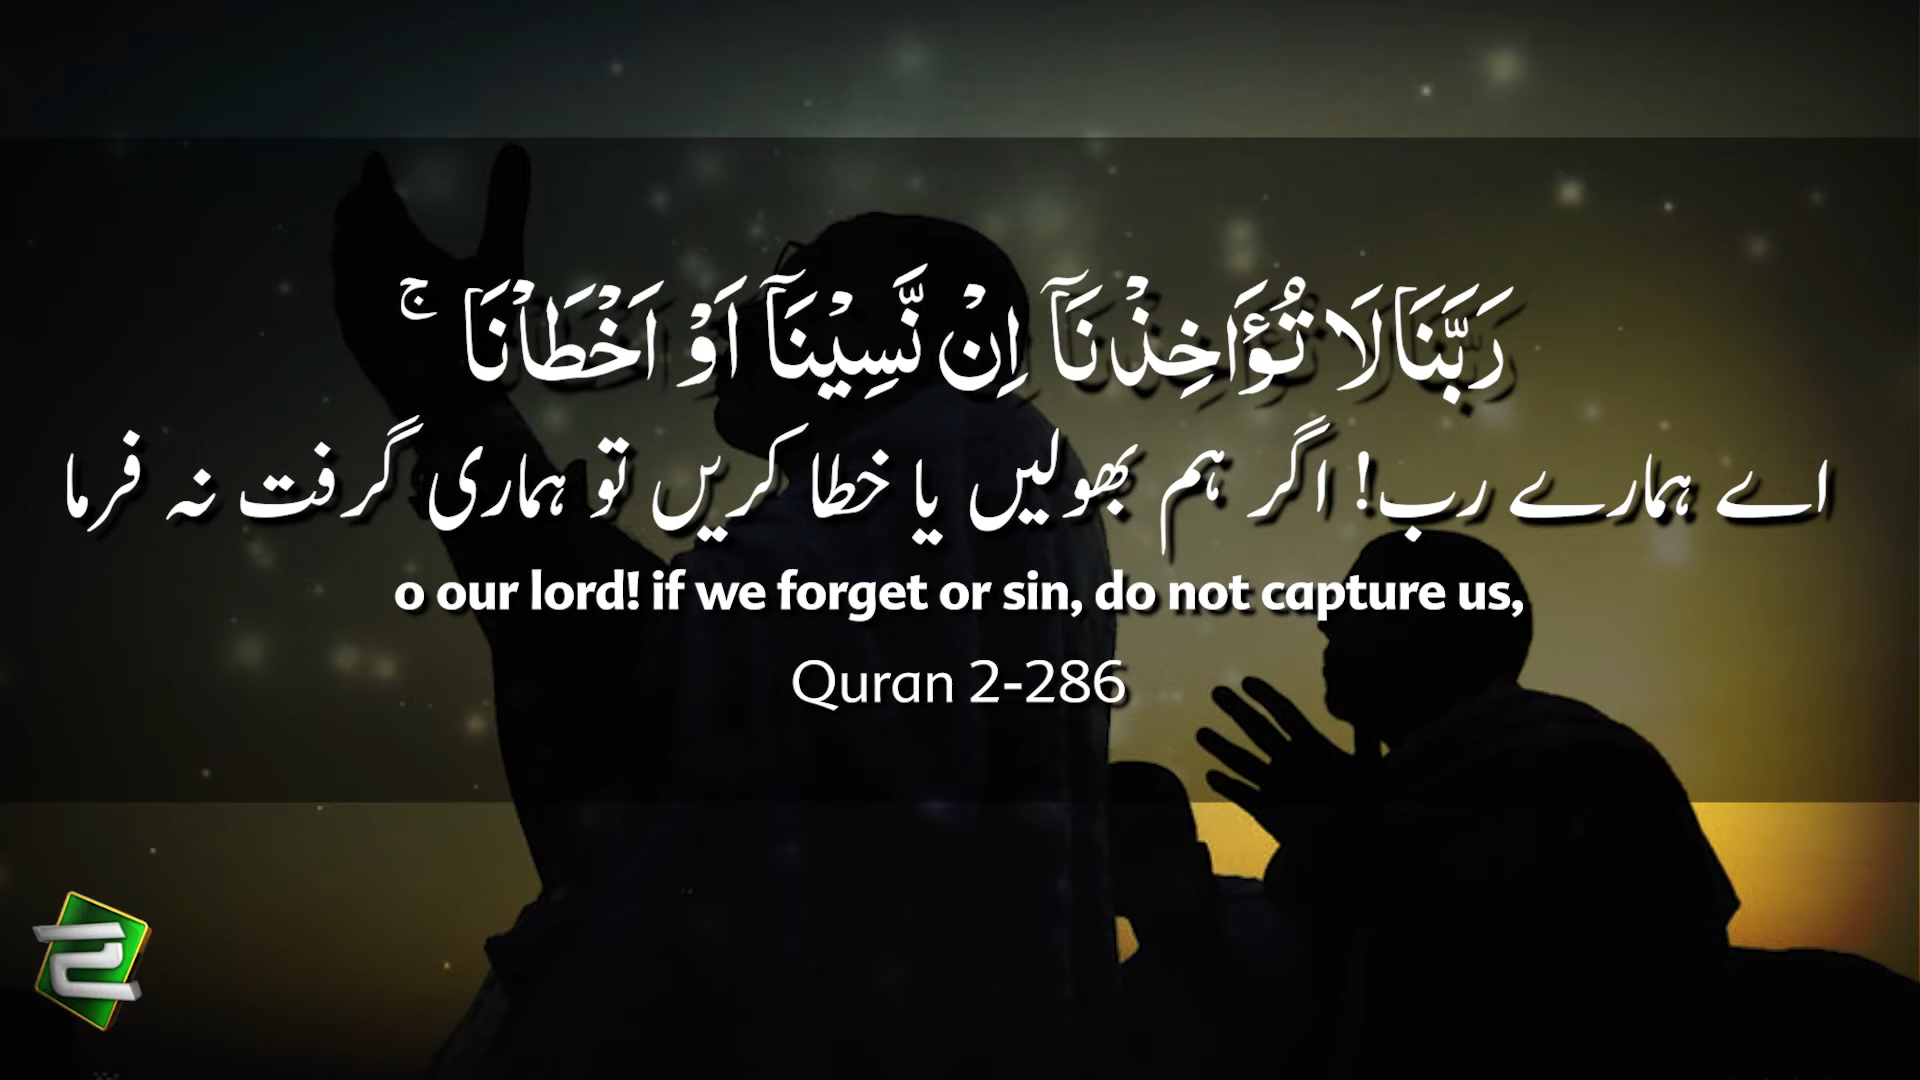 رَبَّنَا لَا تُؤَاخِذْنَآ اِنْ نَّسِيْنَآ اَوْ اَخْطَاْنَا ۚ
اے ہمارے رب! اگر ہم بھولیں یا خطا کریں تو ہماری گرفت نہ فرما
o our lord! if we forget or sin, do not capture us,
Quran 2-286